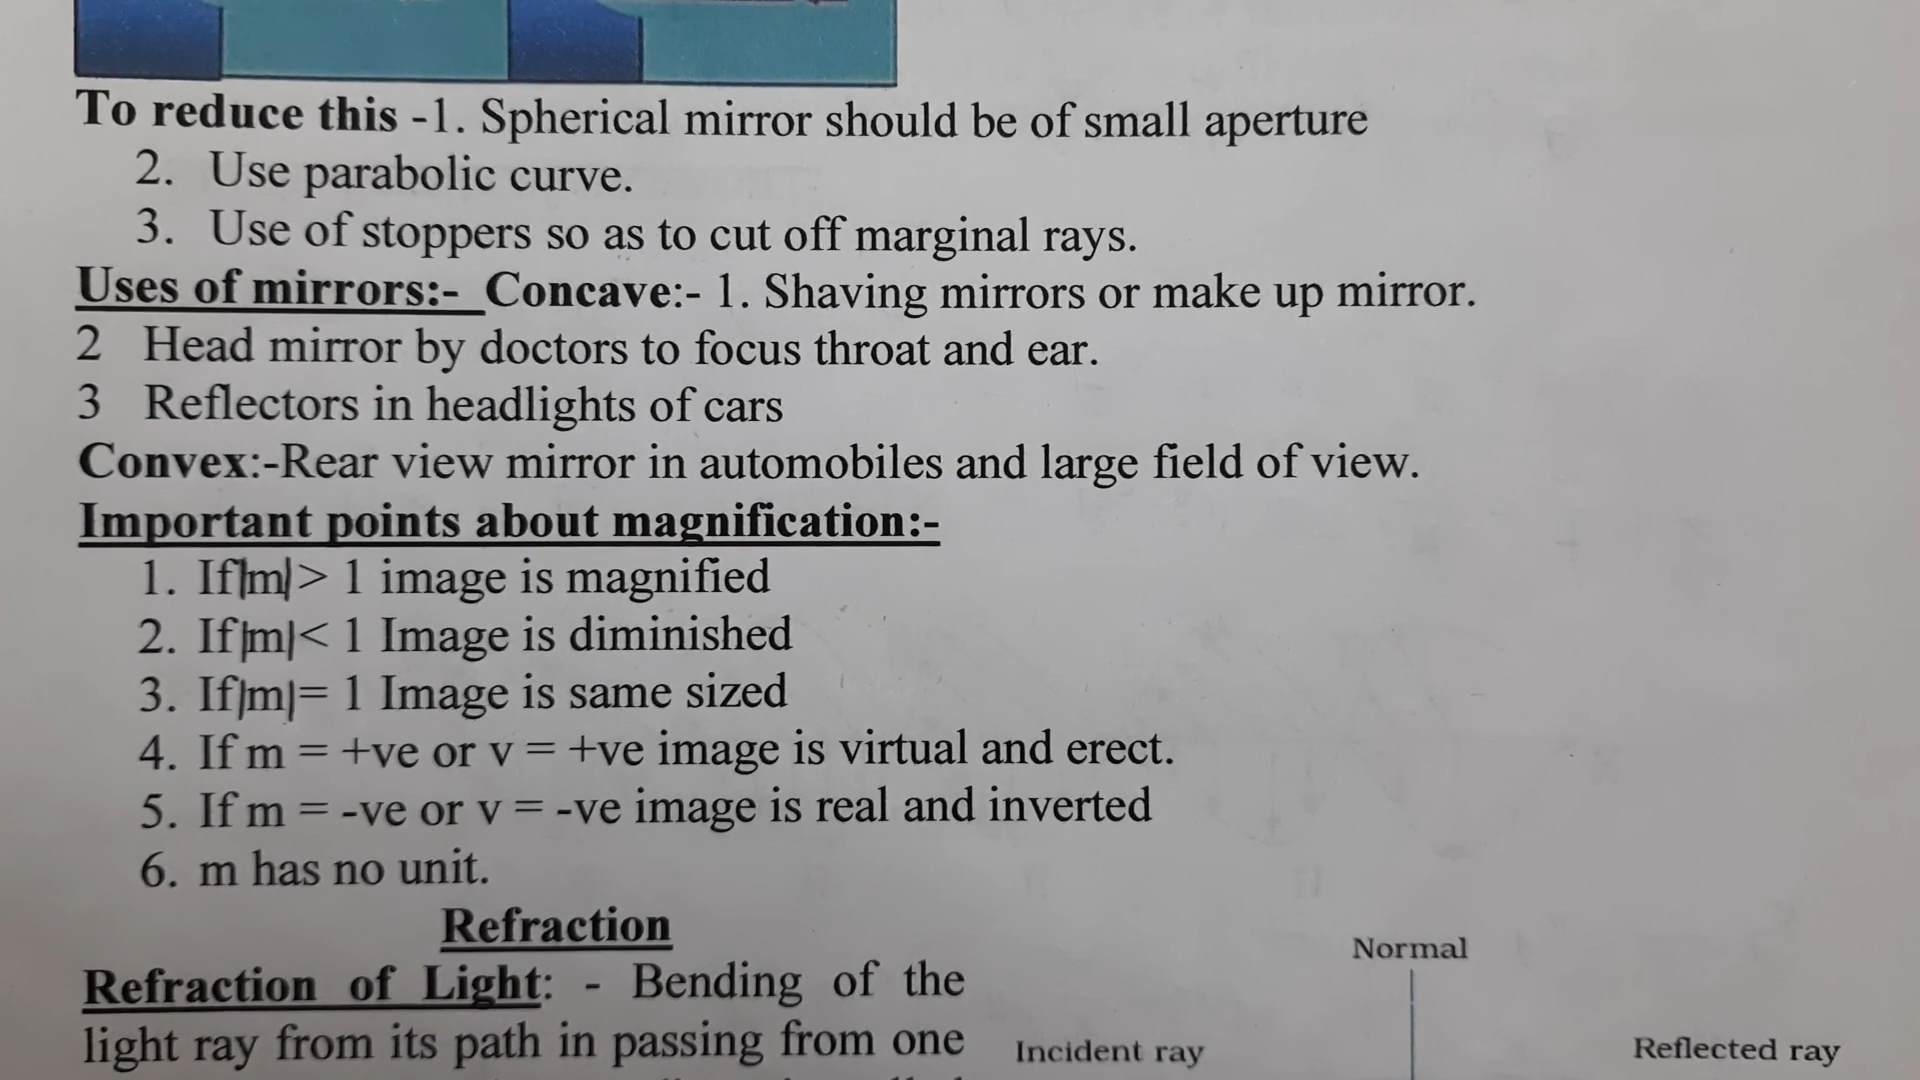 To reduce this -1. Spherical mirror should be of small aperture
2. Use parabolic curve.
3. Use of stoppers so as to cut off marginal rays.
Uses of mirrors:- Concave:- 1. Shaving mirrors or make up mirror.
2 Head mirror by doctors to focus throat and ear.
3 Reflectors in headlights of cars
Convex:-Rear view mirror in automobiles and large field of view.
Important points about magnification:-
1. If|m|> 1 image is magnified
2. If|m|< 1 Image is diminished
3. If|m|= 1 Image is same sized
4. If m = +ve or v = +ve image is virtual and erect.
5. If m = -ve or v = -ve image is real and inverted
6. m has no unit.
Refraction
Refraction of Light: - Bending of the
light ray from its path in passing from one
Normal
Incident ray
Reflected ray